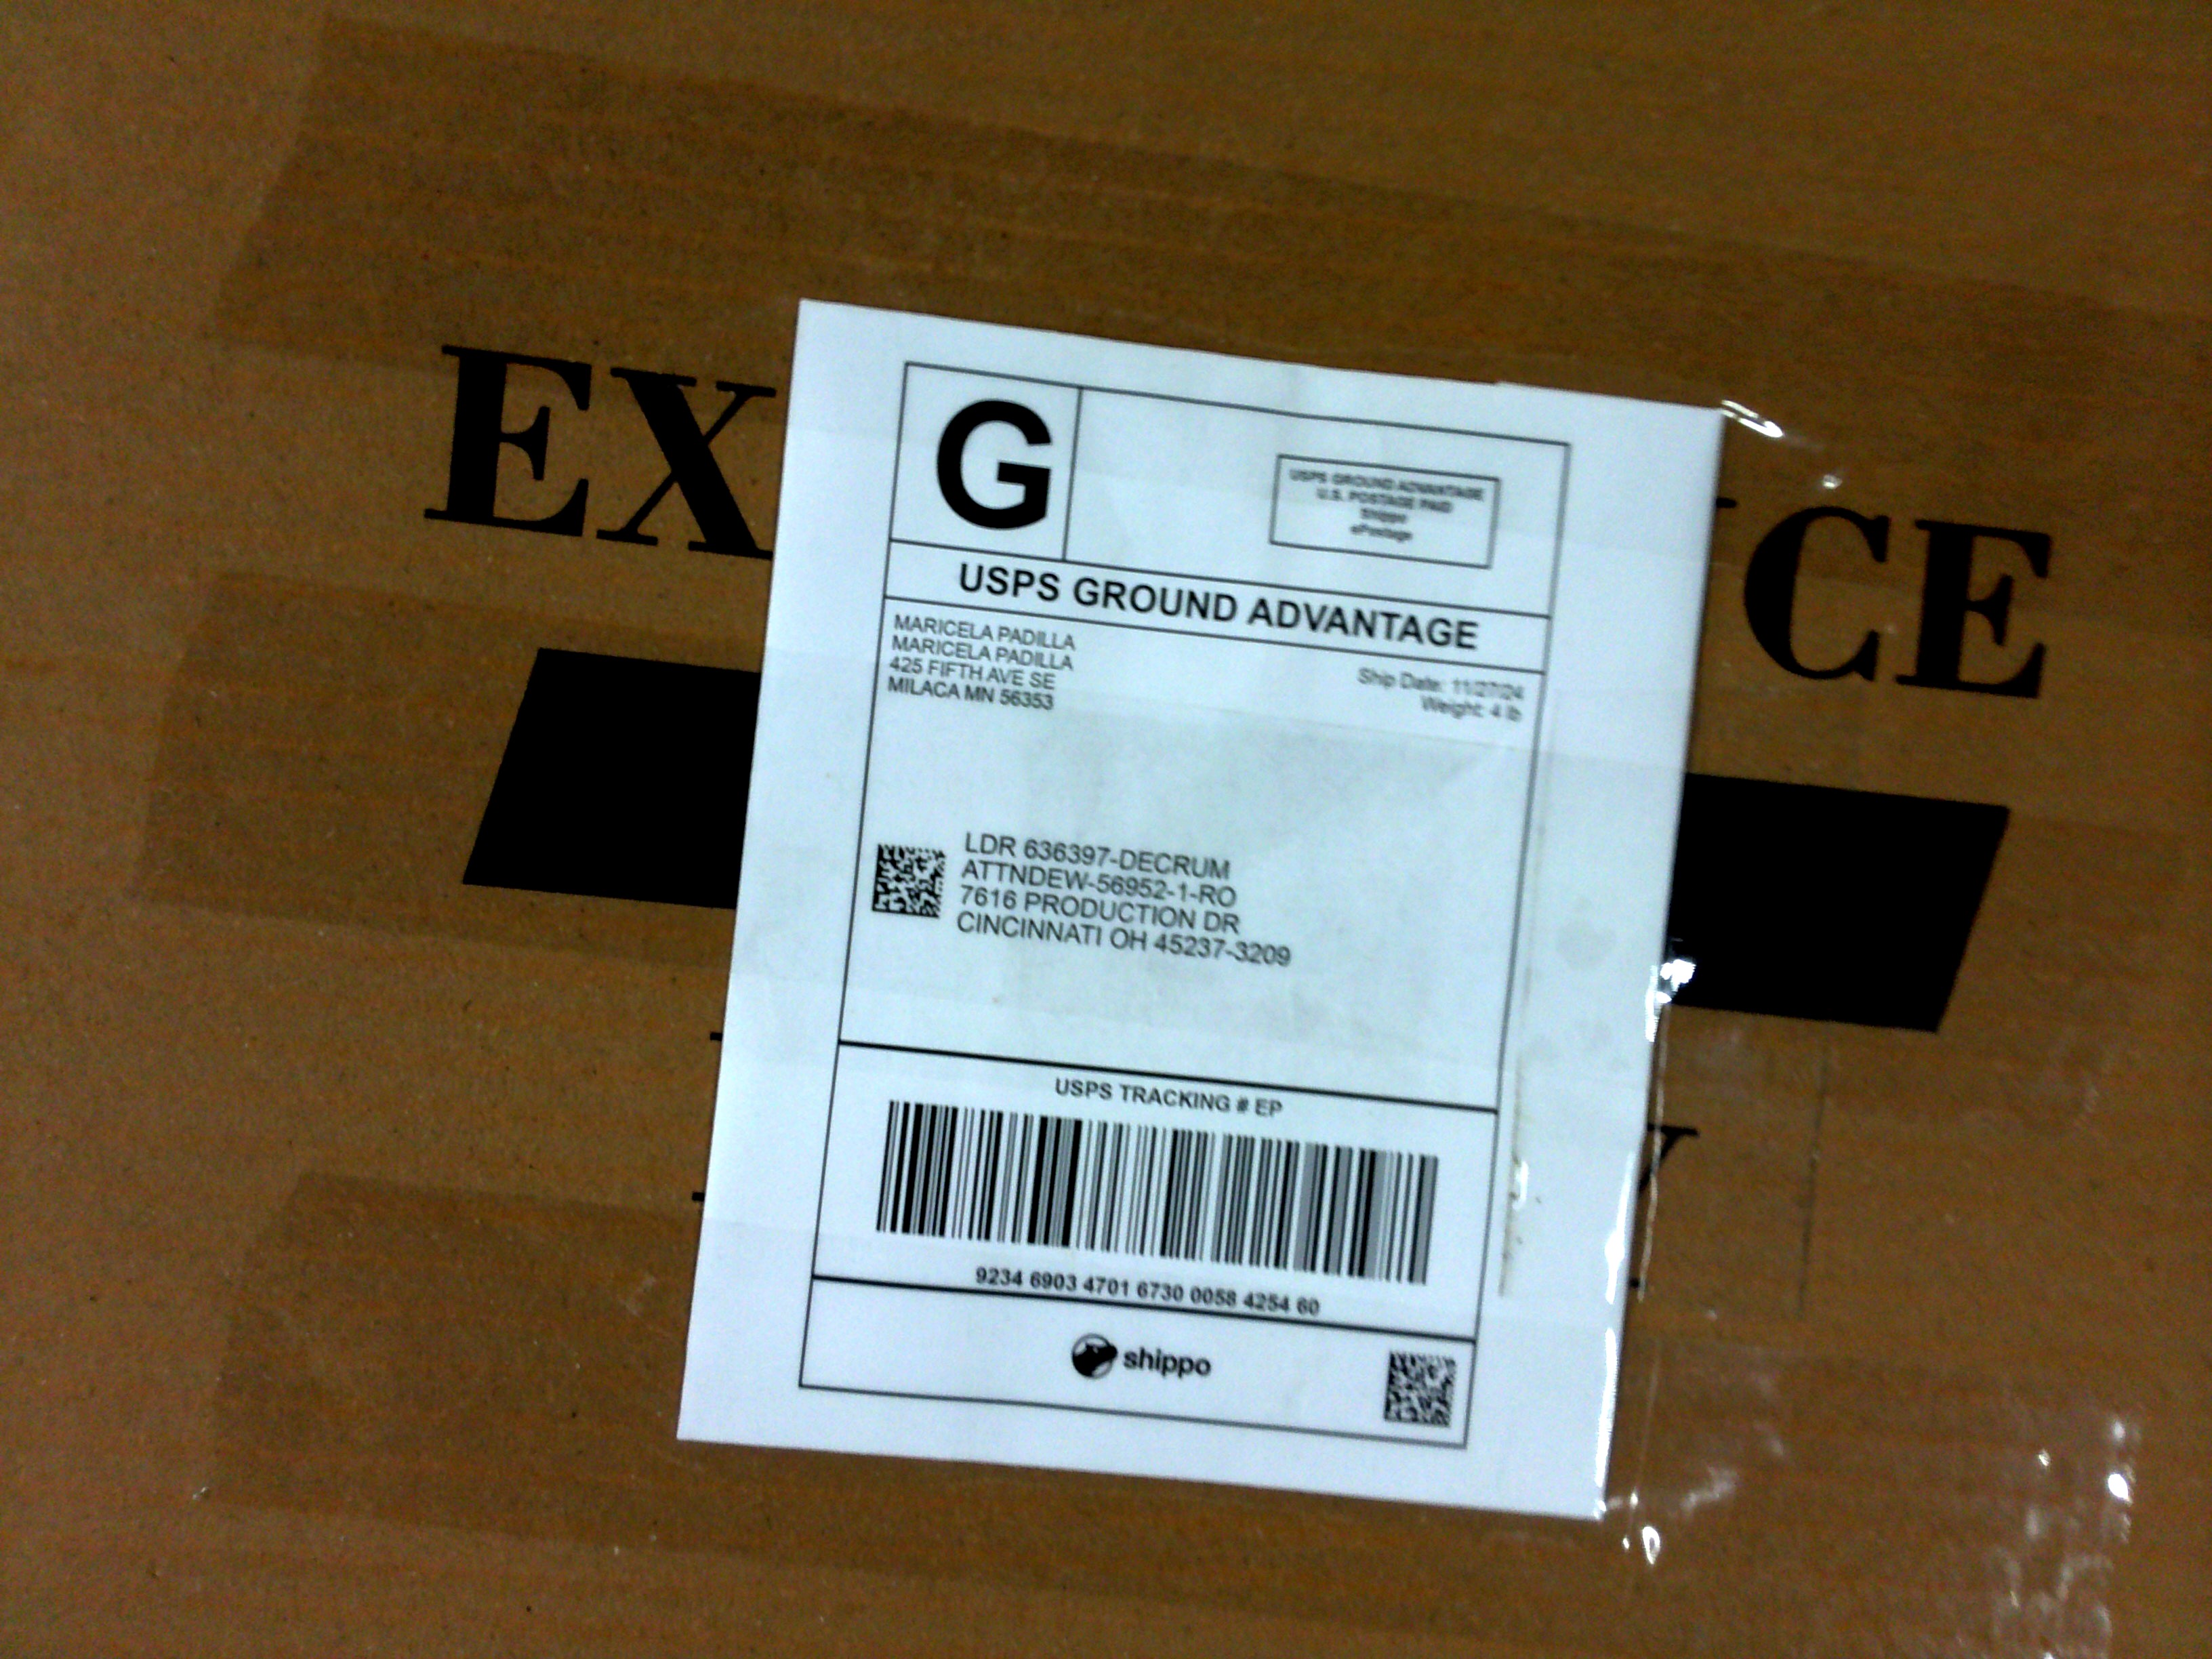 EX
CE
G
USPS GROUND ADVANTAGE
U.S. POSTAGE PAID
Shippo
ePostage
USPS GROUND ADVANTAGE
MARICELA PADILLA
MARICELA PADILLA
425 FIFTH AVE SE
MILACA MN 56353
Ship Date: 11/27/24
Weight: 4 lb
LDR 636397-DECRUM
ATTNDEW-56952-1-RO
7616 PRODUCTION DR
CINCINNATI OH 45237-3209
USPS TRACKING # EP
9234 6903 4701 6730 0058 4254 60
shippo